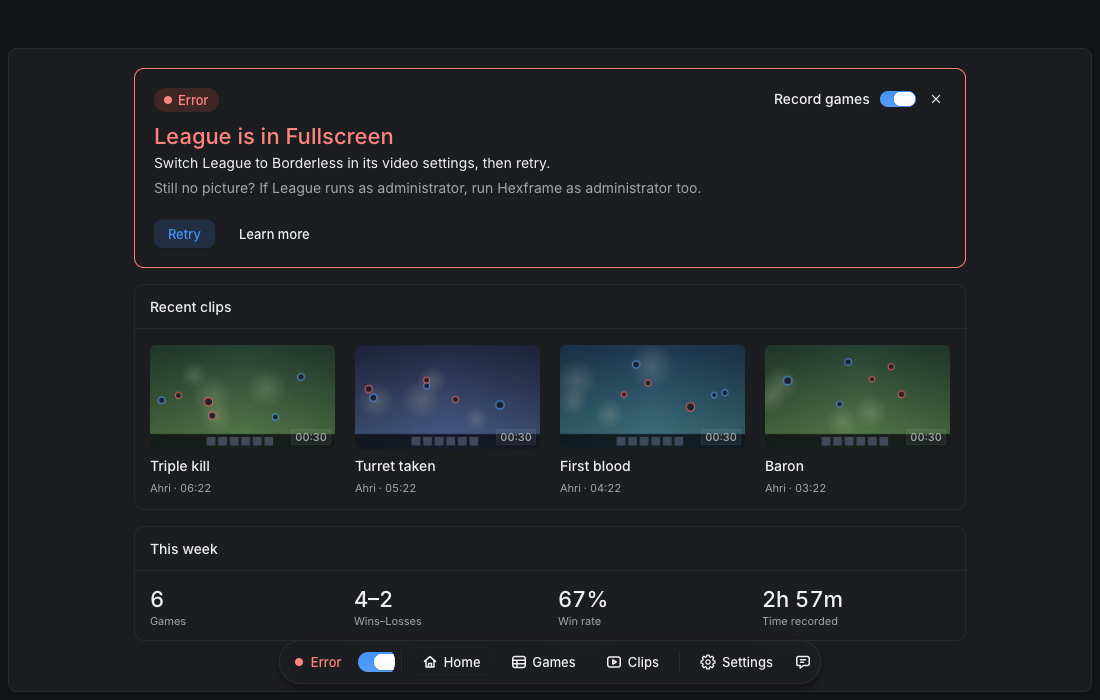 Error
Record games
League is in Fullscreen
Switch League to Borderless in its video settings, then retry.
Still no picture? If League runs as administrator, run Hexframe as administrator too.
Retry
Learn more
Recent clips
00:30
00:30
00:30
00:30
Triple kill
Turret taken
First blood
Baron
Ahri · 06:22
Ahri · 05:22
Ahri · 04:22
Ahri · 03:22
This week
6
4–2
67%
2h 57m
Games
Wins–Losses
Win rate
Time recorded
Error
Home
Games
Clips
Settings